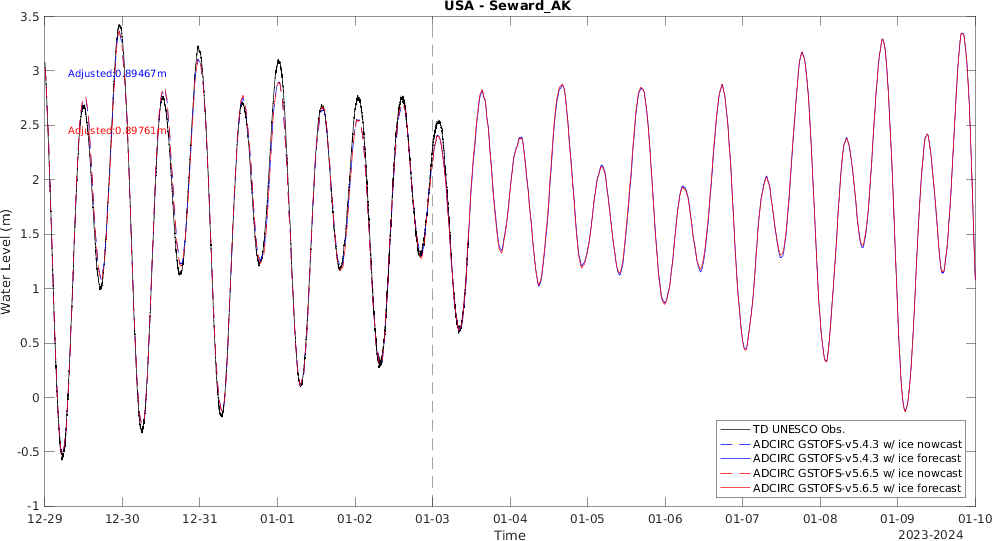 USA - Seward_AK
3.5
3
2.5
2
1.5
1
0.5
0
-0.5
-1
Water Level (m)
Adjusted:0.89467m
Adjusted:0.89761m
TD UNESCO Obs.
ADCIRC GSTOFS-v5.4.3 w/ ice nowcast
ADCIRC GSTOFS-v5.4.3 w/ ice forecast
ADCIRC GSTOFS-v5.6.5 w/ ice nowcast
ADCIRC GSTOFS-v5.6.5 w/ ice forecast
12-29 12-30 12-31 01-01 01-02 01-03 01-04 01-05 01-06 01-07 01-08 01-09 01-10
Time
2023-2024